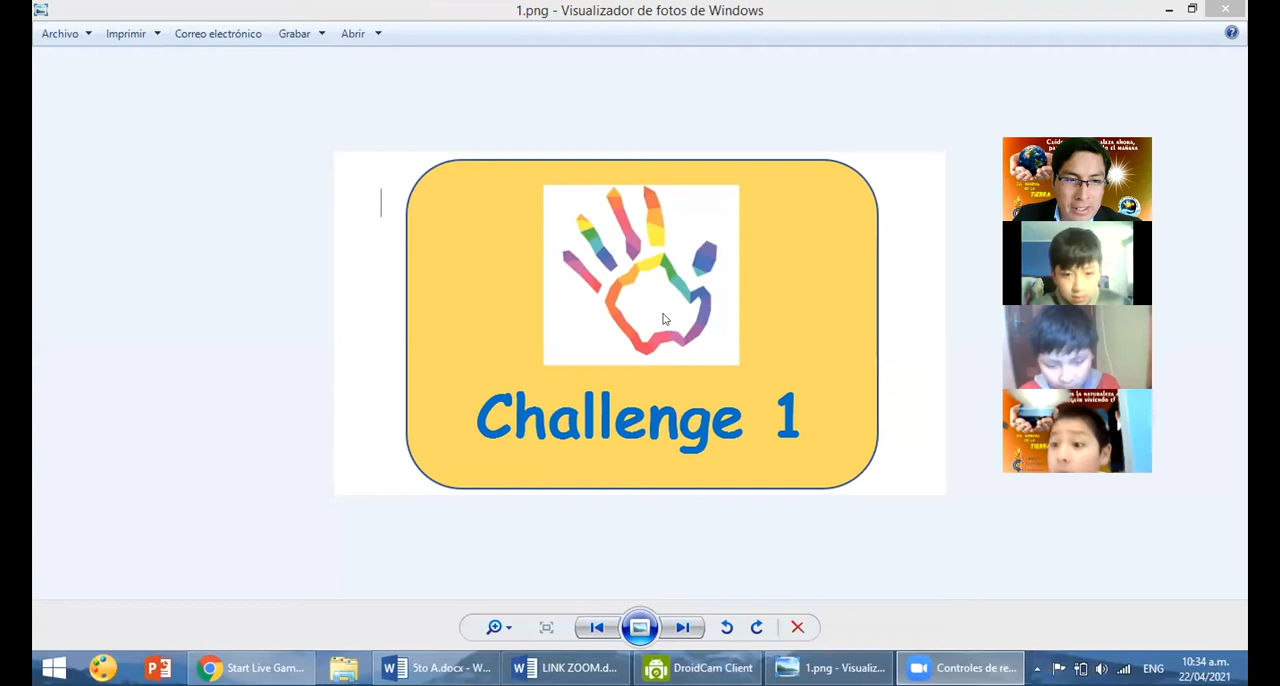 1.png - Visualizador de fotos de Windows
Archivo Imprimir Correo electrónico Grabar Abrir
Challenge 1
TIERRA
Start Live Gam...
5to A.docx - W...
LINK ZOOM.d...
DroidCam Client
1.png - Visualiz...
Controles de re...
ENG
10:34 a.m.
22/04/2021